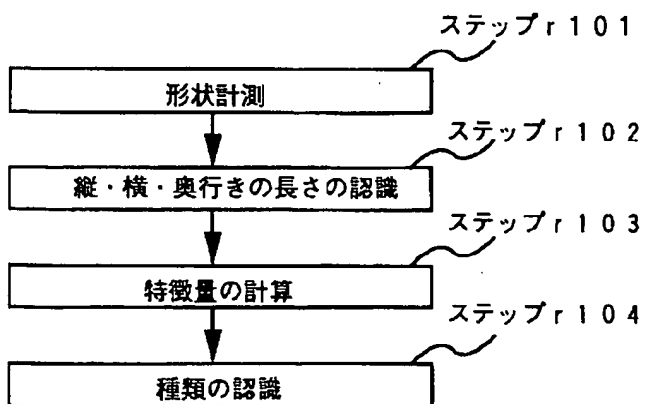 ステップｒ１０１
形状計測
ステップｒ１０２
縦・横・奥行きの長さの認識
ステップｒ１０３
特徴量の計算
ステップｒ１０４
種類の認識